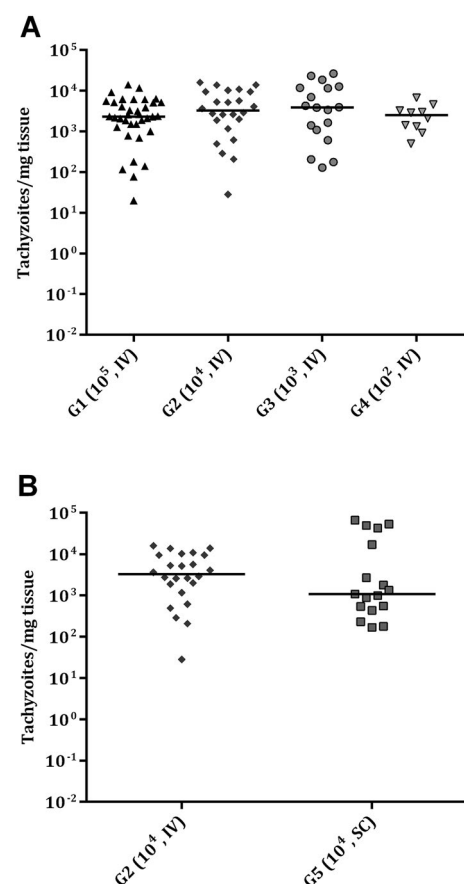 A
Tachyzoites/mg tissue
10⁵
10⁴
10³
10²
10¹
10⁰
10⁻¹
10⁻²
G1 (10⁵, IV)
G2 (10⁴, IV)
G3 (10³, IV)
G4 (10², IV)
B
Tachyzoites/mg tissue
10⁵
10⁴
10³
10²
10¹
10⁰
10⁻¹
10⁻²
G2 (10⁴, IV)
G5 (10⁴, SC)